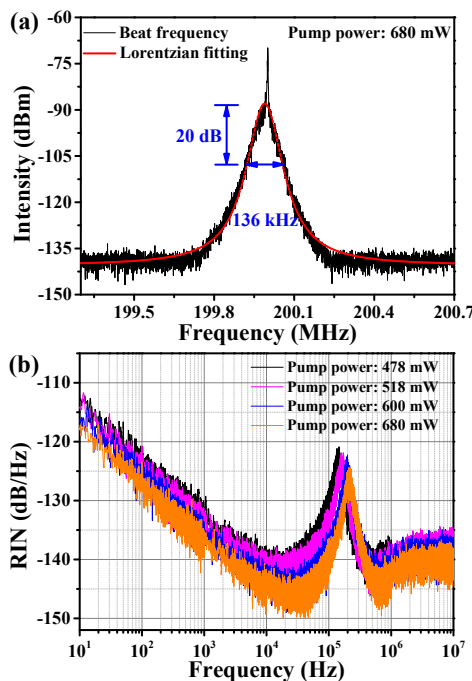 (a)
Beat frequency
Pump power: 680 mW
Lorentzian fitting
20 dB
136 kHz
Intensity (dBm)
-60
-75
-90
-105
-120
-135
-150
199.5
199.8
200.1
200.4
200.7
Frequency (MHz)
(b)
Pump power: 478 mW
Pump power: 518 mW
Pump power: 600 mW
Pump power: 680 mW
RIN (dB/Hz)
-110
-120
-130
-140
-150
10¹
10²
10³
10⁴
10⁵
10⁶
10⁷
Frequency (Hz)